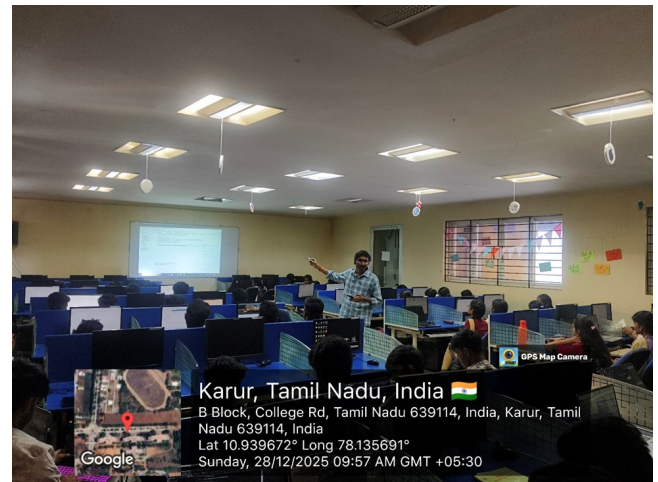 GPS Map Camera
Karur, Tamil Nadu, India
B Block, College Rd, Tamil Nadu 639114, India, Karur, Tamil
Nadu 639114, India
Lat 10.939672° Long 78.135691°
Sunday, 28/12/2025 09:57 AM GMT +05:30
Google